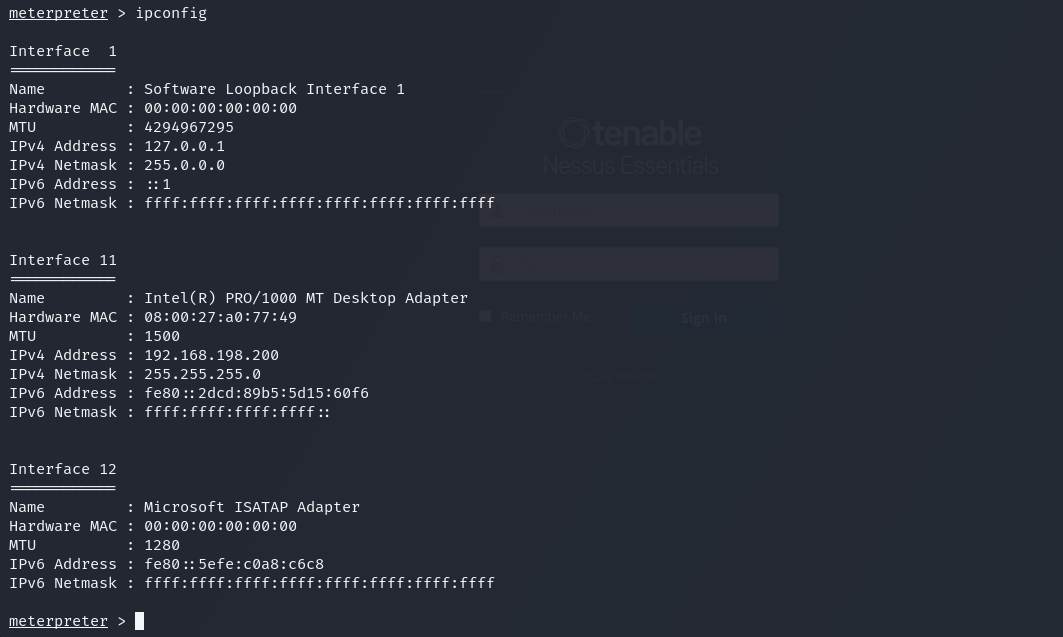 meterpreter > ipconfig
Interface  1
============
Name         : Software Loopback Interface 1
Hardware MAC : 00:00:00:00:00:00
MTU          : 4294967295
IPv4 Address : 127.0.0.1
IPv4 Netmask : 255.0.0.0
IPv6 Address : ::1
IPv6 Netmask : ffff:ffff:ffff:ffff:ffff:ffff:ffff:ffff
Interface 11
============
Name         : Intel(R) PRO/1000 MT Desktop Adapter
Hardware MAC : 08:00:27:a0:77:49
MTU          : 1500
IPv4 Address : 192.168.198.200
IPv4 Netmask : 255.255.255.0
IPv6 Address : fe80::2dcd:89b5:5d15:60f6
IPv6 Netmask : ffff:ffff:ffff:ffff::
Interface 12
============
Name         : Microsoft ISATAP Adapter
Hardware MAC : 00:00:00:00:00:00
MTU          : 1280
IPv6 Address : fe80::5efe:c0a8:c6c8
IPv6 Netmask : ffff:ffff:ffff:ffff:ffff:ffff:ffff:ffff
meterpreter >
tenable
Nessus Essentials
Remember Me
Sign In